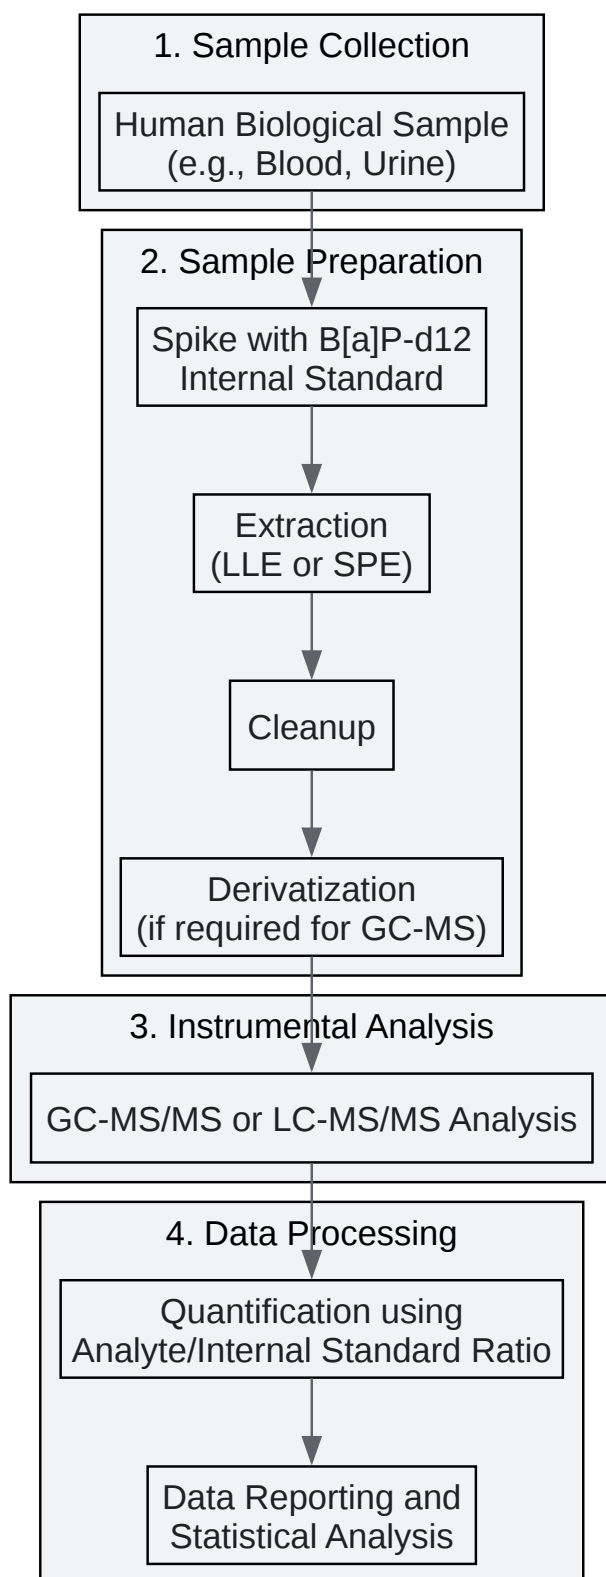 1. Sample Collection
Human Biological Sample
(e.g., Blood, Urine)
2. Sample Preparation
Spike with B[a]P-d12
Internal Standard
Extraction
(LLE or SPE)
Cleanup
Derivatization
(if required for GC-MS)
3. Instrumental Analysis
GC-MS/MS or LC-MS/MS Analysis
4. Data Processing
Quantification using
Analyte/Internal Standard Ratio
Data Reporting and
Statistical Analysis